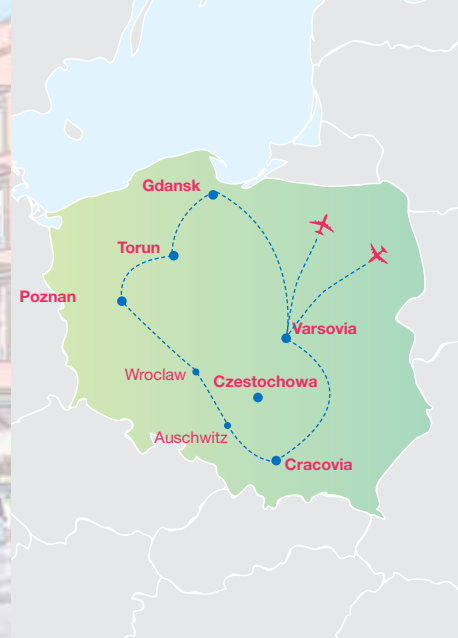 Gdansk
Torun
Poznan
Varsovia
Wroclaw
Czestochowa
Auschwitz
Cracovia